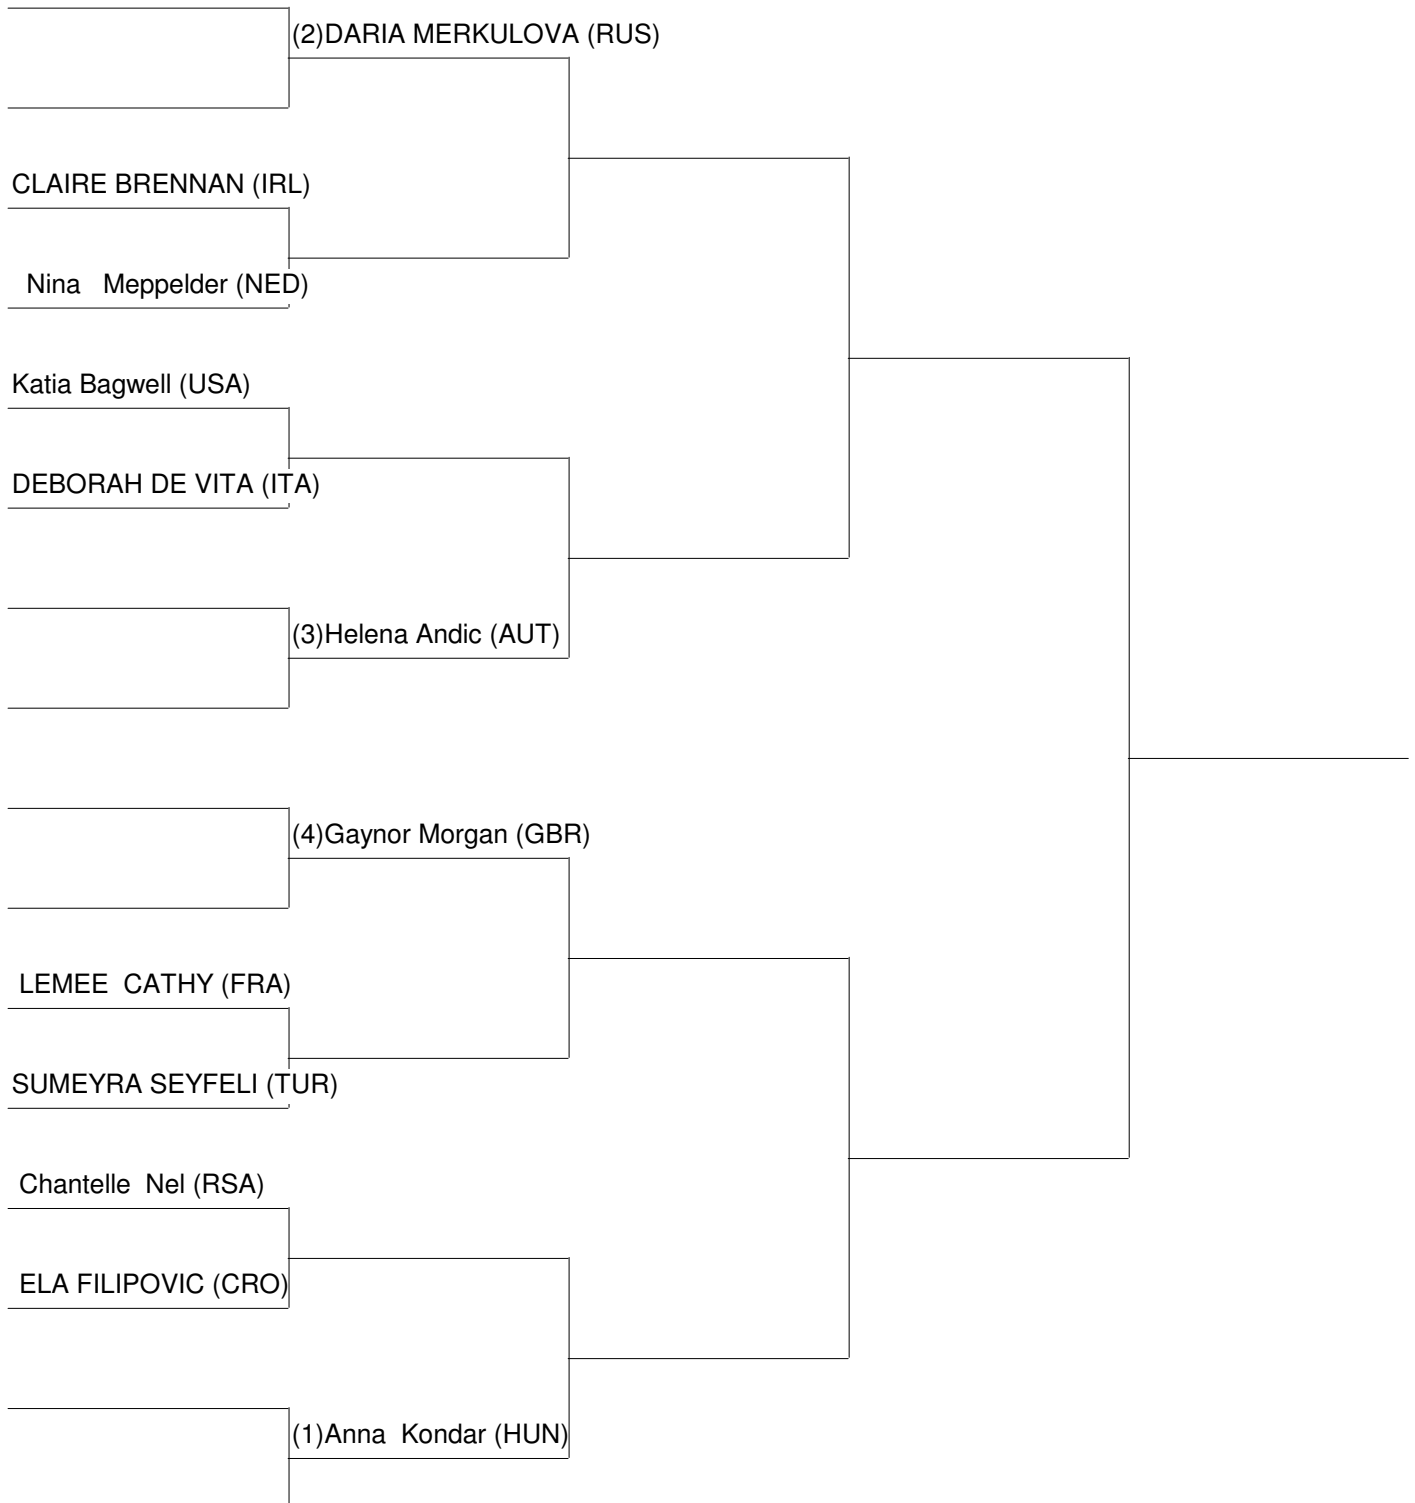 (2)DARIA MERKULOVA (RUS)
CLAIRE BRENNAN (IRL)
Nina Meppelder (NED)
Katia Bagwell (USA)
DEBORAH DE VITA (ITA)
(3)Helena Andic (AUT)
(4)Gaynor Morgan (GBR)
LEMEE CATHY (FRA)
SUMEYRA SEYFELI (TUR)
Chantelle Nel (RSA)
ELA FILIPOVIC (CRO)
(1)Anna Kondar (HUN)